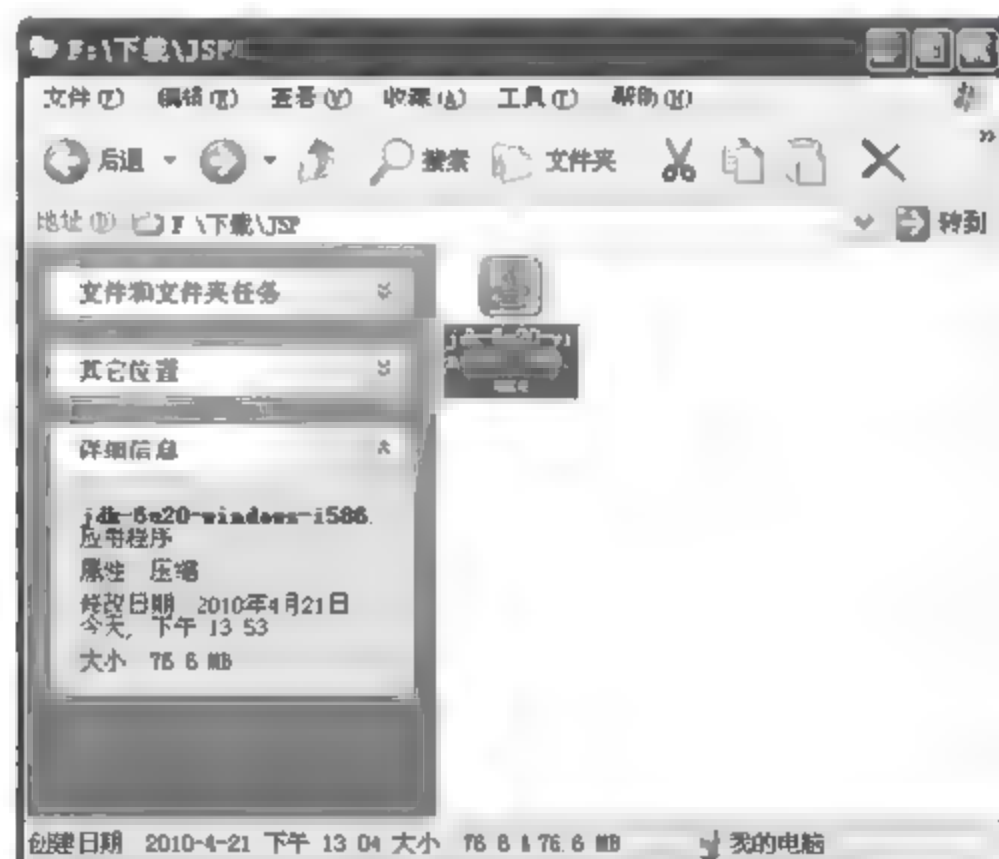 F:\下载\JSP
文件(F) 编辑(E) 查看(V) 收藏(A) 工具(T) 帮助(H)
后退 搜索 文件夹
地址(D) F \下载\JSP 转到
文件和文件夹任务
其它位置
详细信息
jdk-6u20-windows-i586.
应用程序
属性 压缩
修改日期 2010年4月21日
今天, 下午 13 53
大小 76 6 MB
创建日期 2010-4-21 下午 13 04 大小 76 6 MB 我的电脑